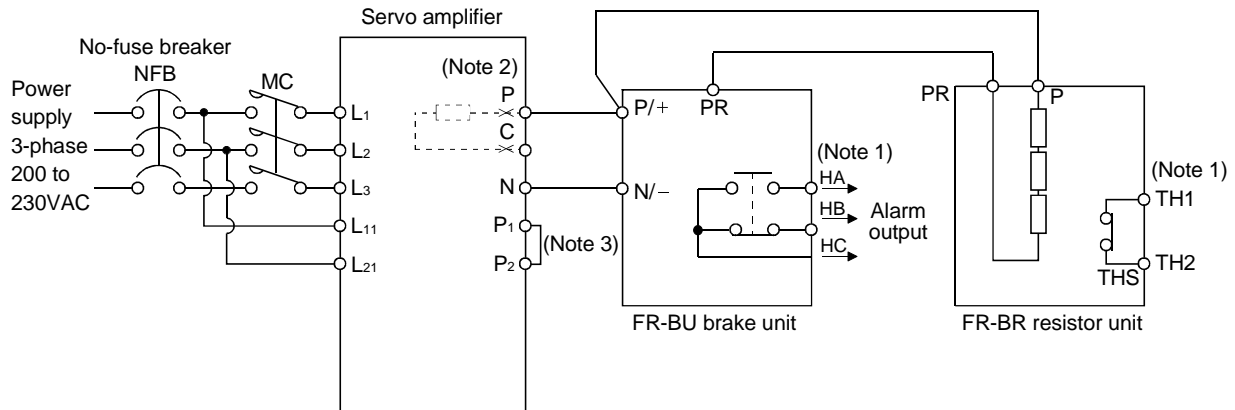 Servo amplifier
No-fuse breaker
NFB
MC
Power
supply
3-phase
200 to
230VAC
L1
L2
L3
L11
L21
(Note 2)
P
C
N
P1
P2
(Note 3)
P/+
PR
N/−
(Note 1)
HA
HB
HC
Alarm
output
FR-BU brake unit
PR
P
(Note 1)
TH1
THS
TH2
FR-BR resistor unit